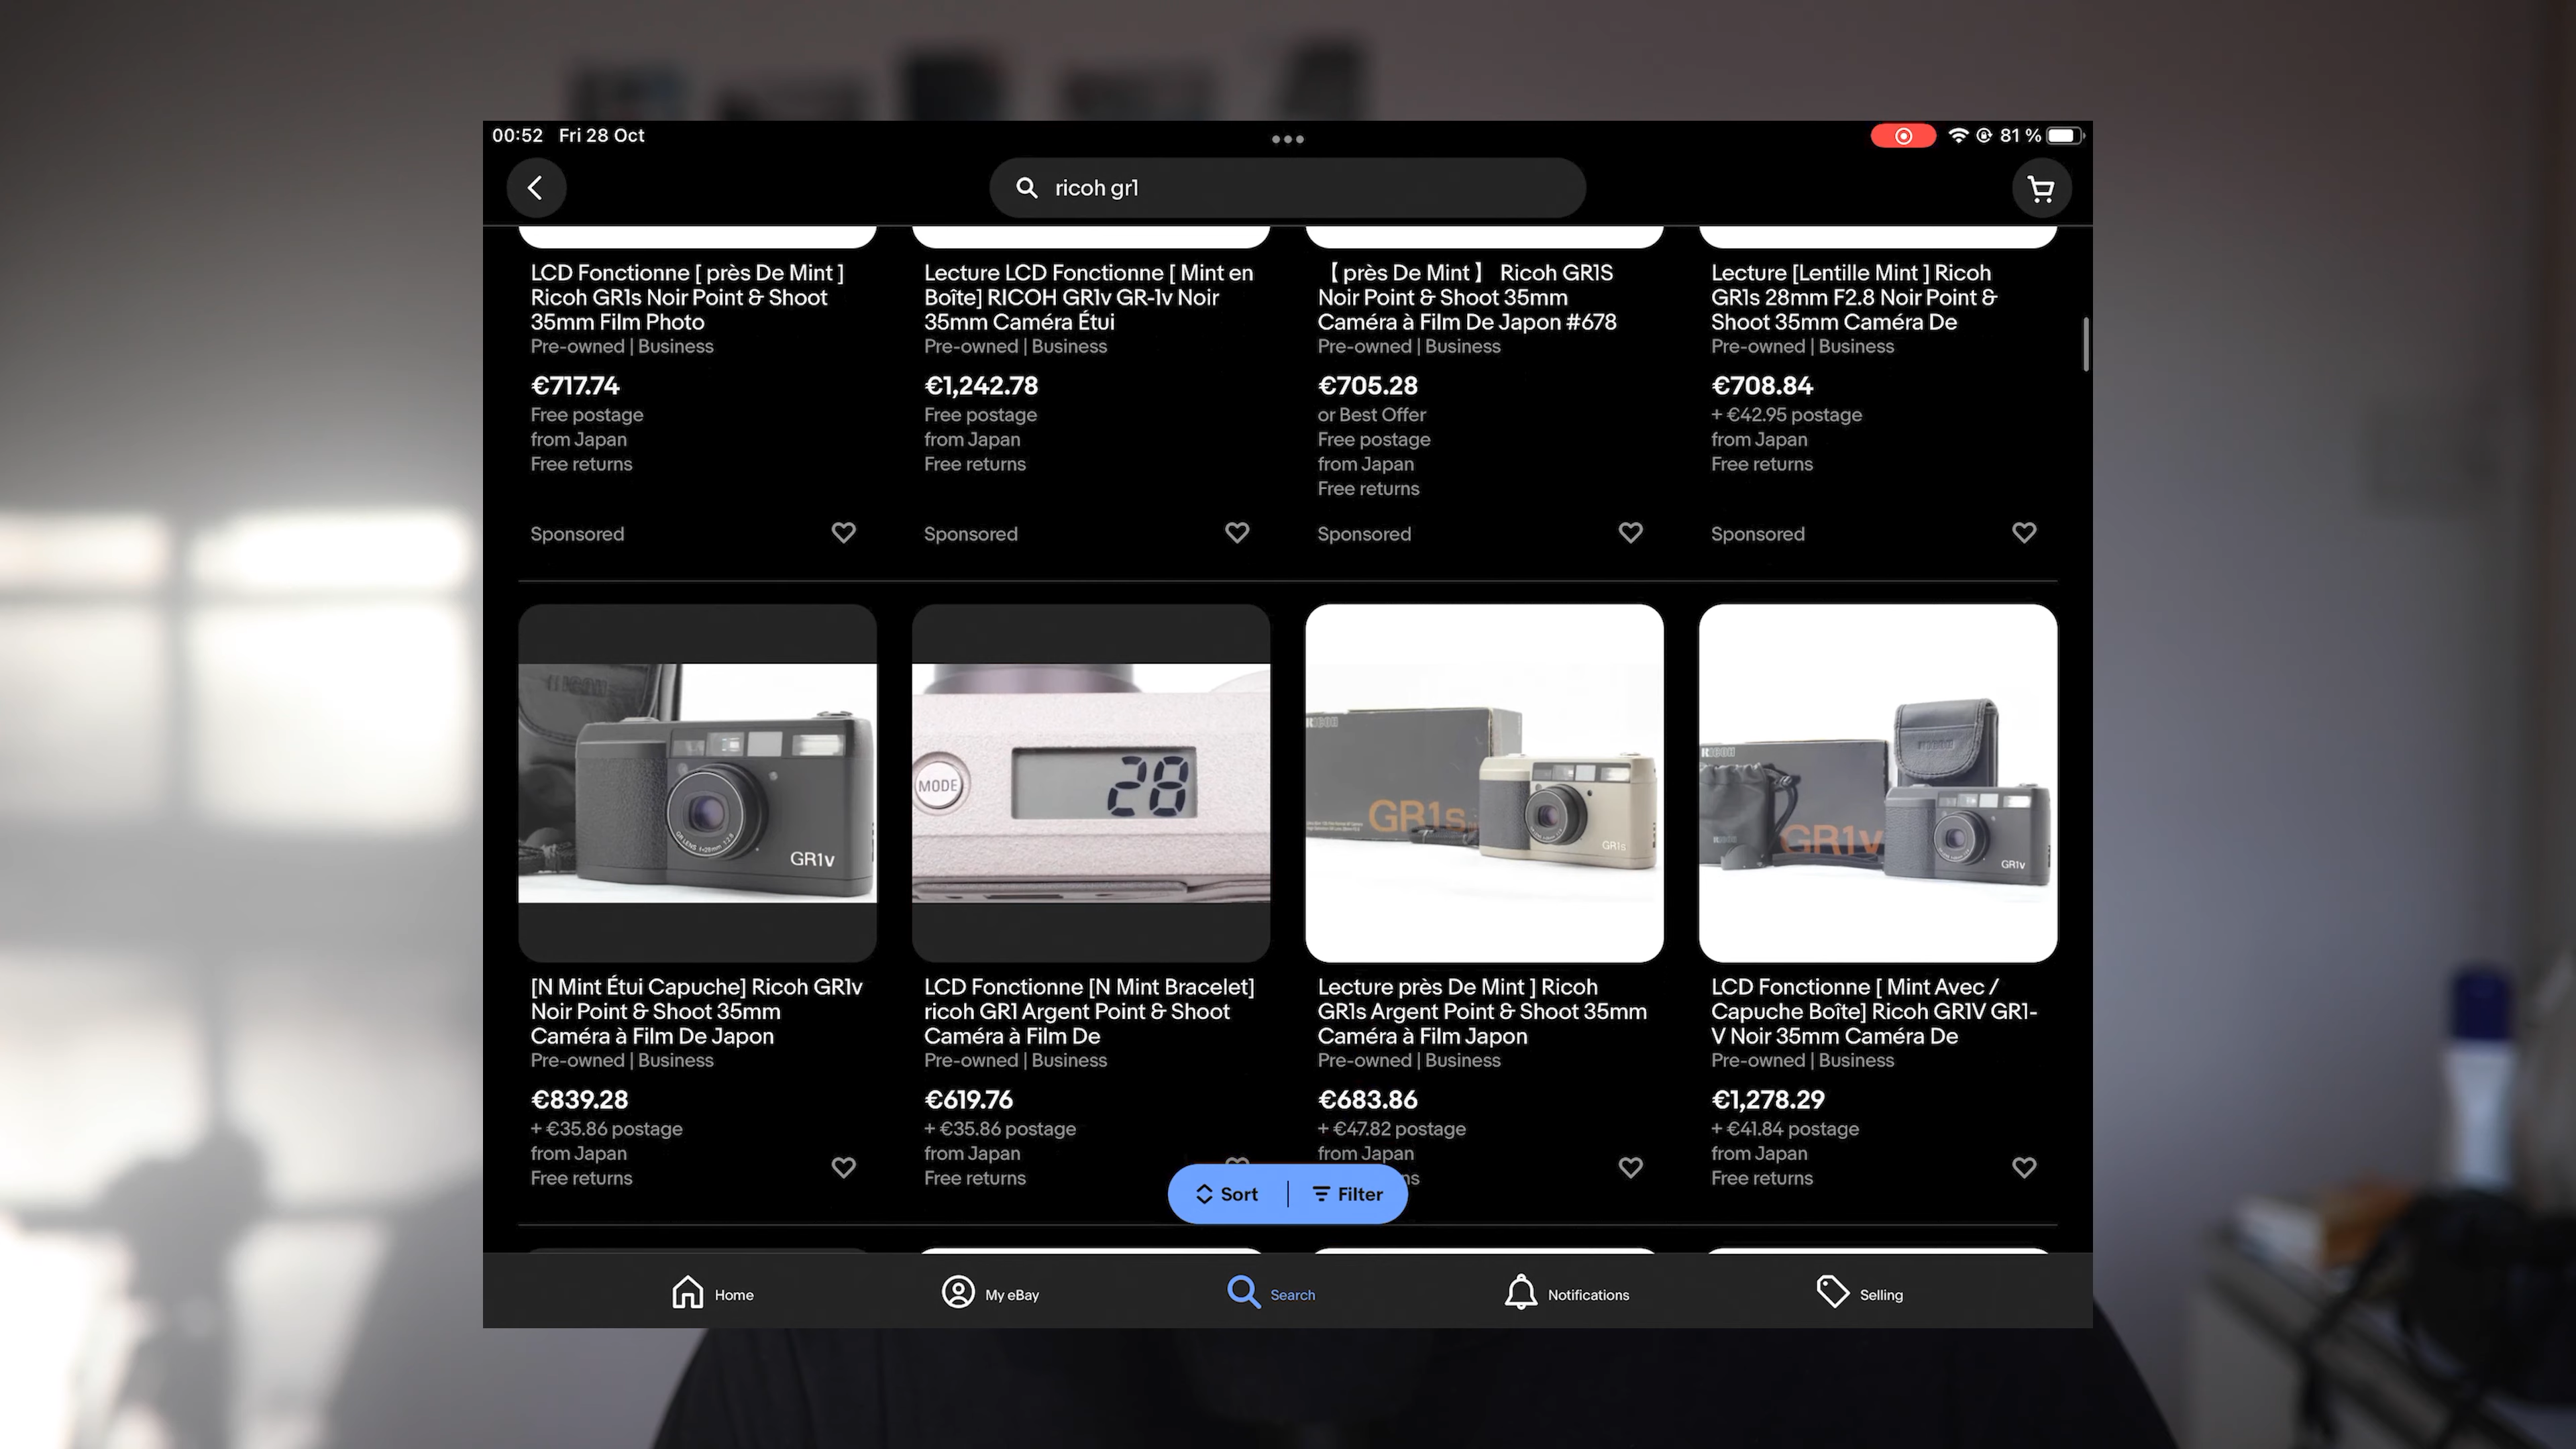 00:52 Fri 28 Oct
81 %
ricoh gr1
LCD Fonctionne [ près De Mint ]
Ricoh GR1s Noir Point & Shoot
35mm Film Photo
Pre-owned | Business
€717.74
Free postage
from Japan
Free returns
Sponsored
Lecture LCD Fonctionne [ Mint en
Boîte] RICOH GR1v GR-1v Noir
35mm Caméra Étui
Pre-owned | Business
€1,242.78
Free postage
from Japan
Free returns
Sponsored
【 près De Mint 】 Ricoh GR1S
Noir Point & Shoot 35mm
Caméra à Film De Japon #678
Pre-owned | Business
€705.28
or Best Offer
Free postage
from Japan
Free returns
Sponsored
Lecture [Lentille Mint ] Ricoh
GR1s 28mm F2.8 Noir Point &
Shoot 35mm Caméra De
Pre-owned | Business
€708.84
+ €42.95 postage
from Japan
Free returns
Sponsored
RICOH
GR LENS f=28mm 1:2.8
GR1v
[N Mint Étui Capuche] Ricoh GR1v
Noir Point & Shoot 35mm
Caméra à Film De Japon
Pre-owned | Business
€839.28
+ €35.86 postage
from Japan
Free returns
MODE
28
LCD Fonctionne [N Mint Bracelet]
ricoh GR1 Argent Point & Shoot
Caméra à Film De
Pre-owned | Business
€619.76
+ €35.86 postage
from Japan
Free returns
RICOH
GR1s
GR1s
Lecture près De Mint ] Ricoh
GR1s Argent Point & Shoot 35mm
Caméra à Film Japon
Pre-owned | Business
€683.86
+ €47.82 postage
from Japan
RICOH
GR1v
GR1v
LCD Fonctionne [ Mint Avec /
Capuche Boîte] Ricoh GR1V GR1-
V Noir 35mm Caméra De
Pre-owned | Business
€1,278.29
+ €41.84 postage
from Japan
Free returns
Sort
Filter
Home
My eBay
Search
Notifications
Selling